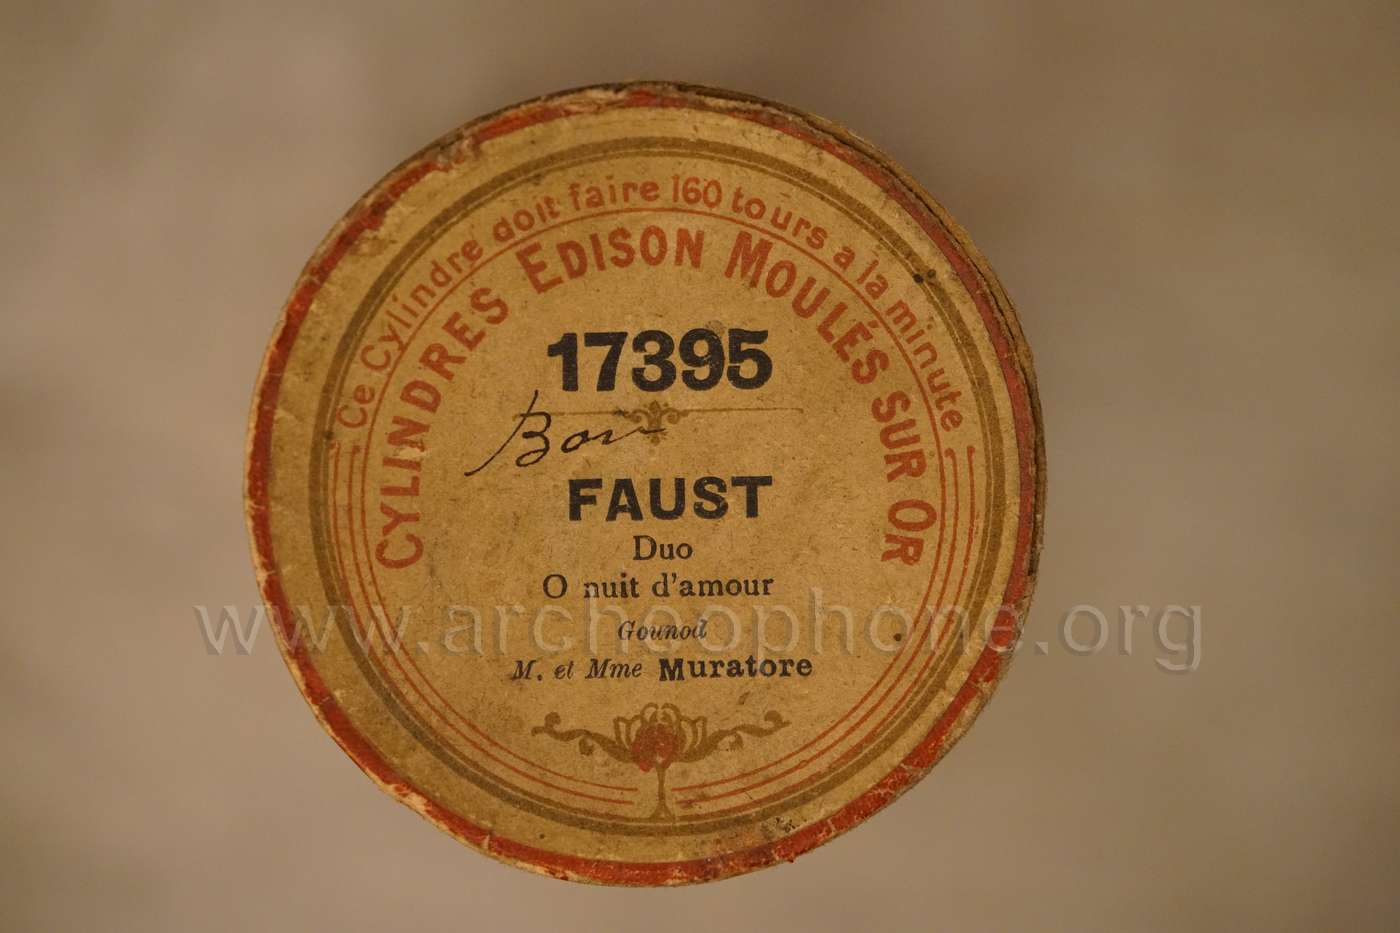 Ce Cylindre doit faire 160 tours a la minute
CYLINDRES EDISON MOULÉS SUR OR
17395
Bon
FAUST
Duo
O nuit d'amour
Gounod
M. et Mme Muratore
www.archeophone.org